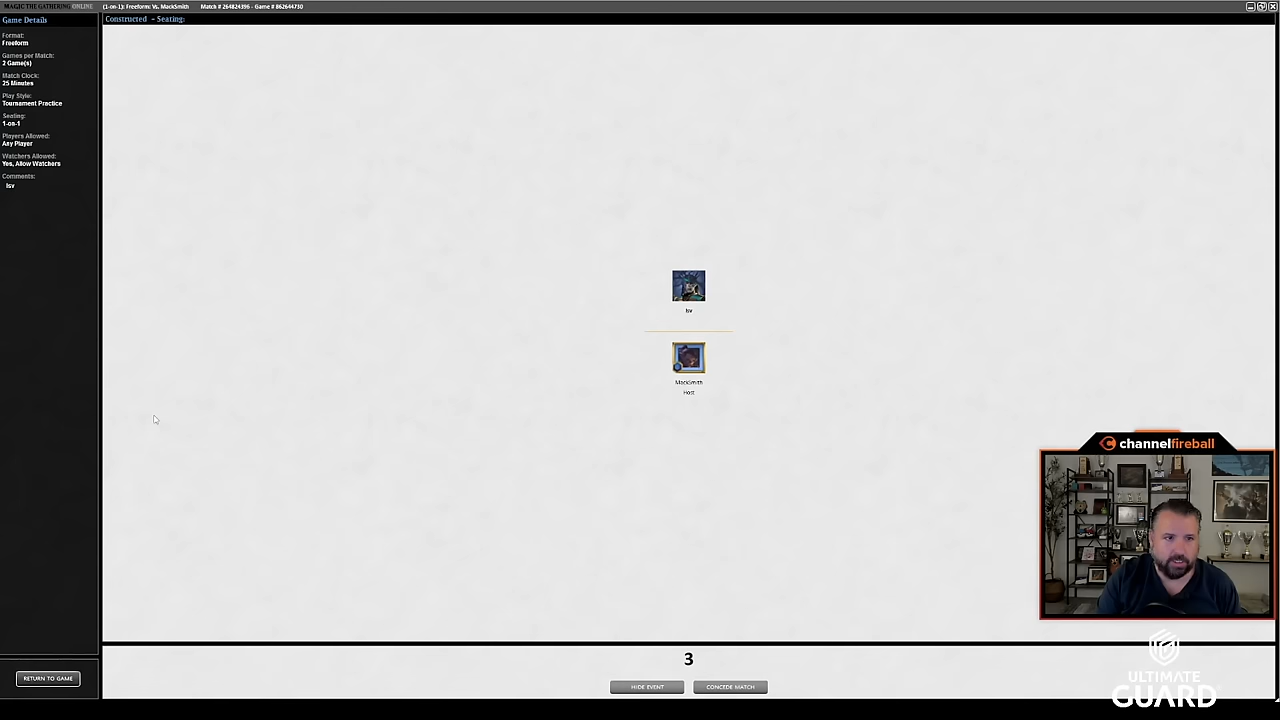 MAGIC THE GATHERING ONLINE
(1-on-1): Freeform: Vs. MackSmith Match # 264824396 - Game # 862644730
Game Details
Constructed - Seating:
Format:
Freeform
Games per Match:
2 Game(s)
Match Clock:
25 Minutes
Play Style:
Tournament Practice
Seating:
1-on-1
Players Allowed:
Any Player
Watchers Allowed:
Yes, Allow Watchers
Comments:
lsv
lsv
MackSmith
Host
channelfireball
3
RETURN TO GAME
HIDE EVENT
CONCEDE MATCH
ULTIMATE
GUARD